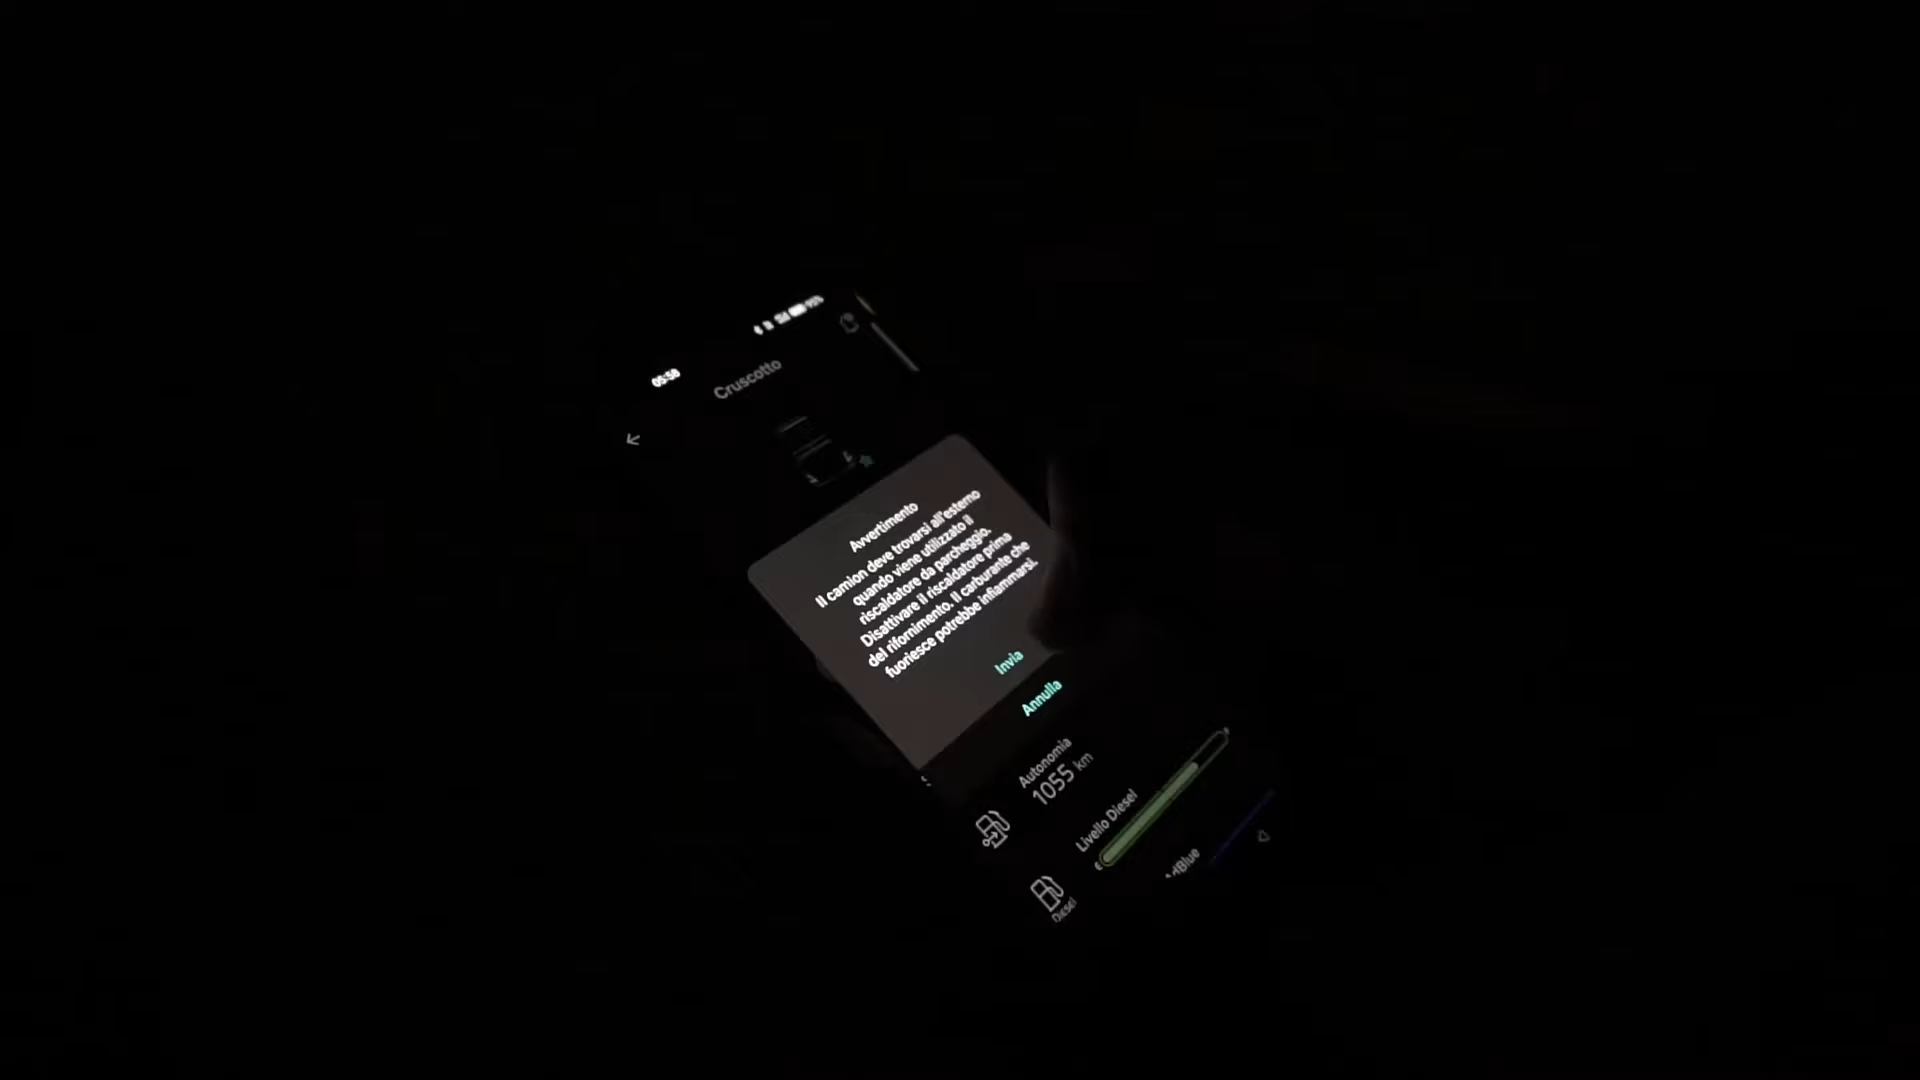 05:58
Cruscotto
Avvertimento
Il camion deve trovarsi all'esterno
quando viene utilizzato il
riscaldatore da parcheggio.
Disattivare il riscaldatore prima
del rifornimento. Il carburante che
fuoriesce potrebbe infiammarsi.
Invia
Annulla
Autonomia
1055 km
Livello Diesel
Diesel